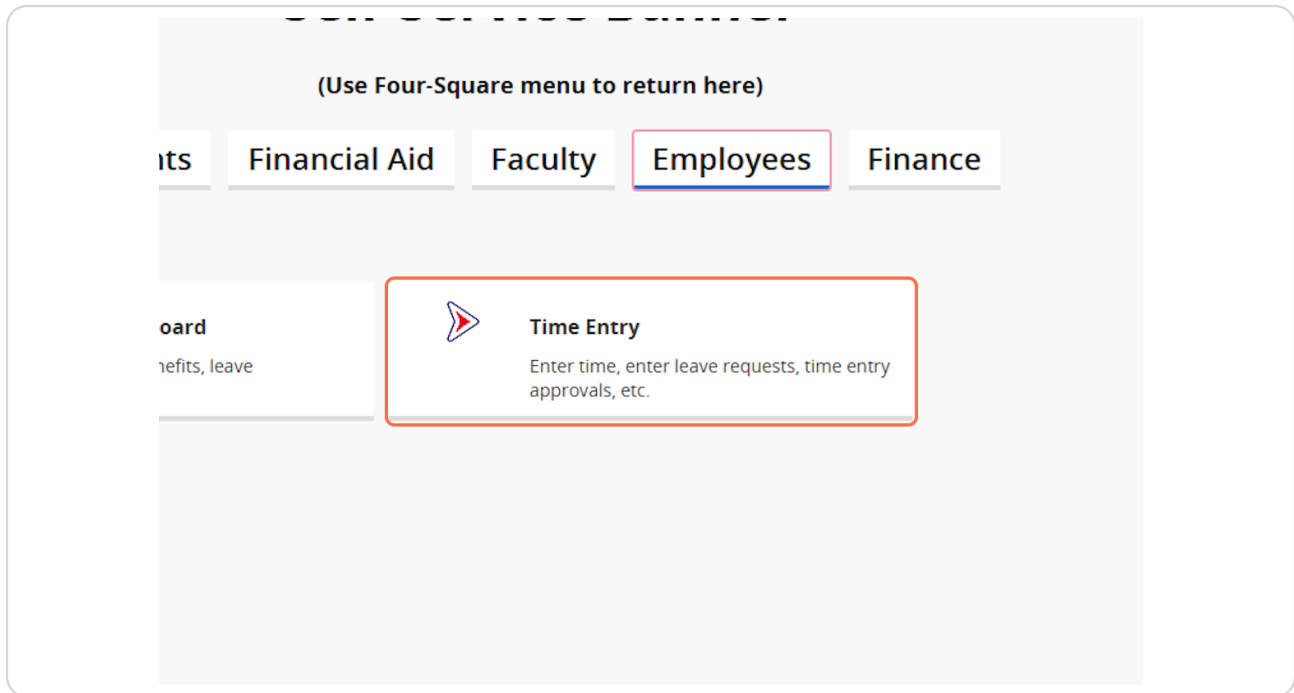 (Use Four-Square menu to return here)
nts Financial Aid Faculty Employees Finance
oard
nefits, leave
Time Entry
Enter time, enter leave requests, time entry
approvals, etc.